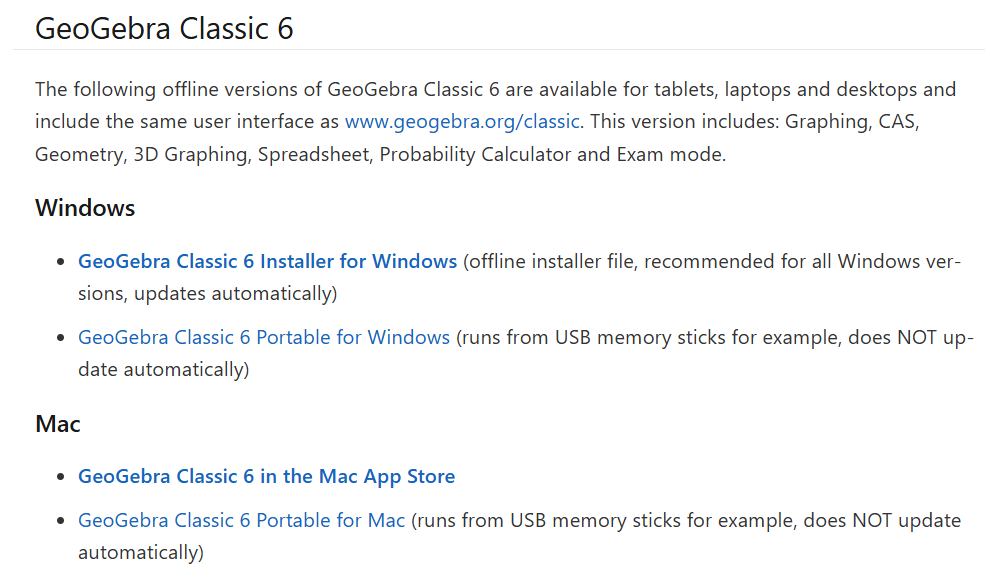 GeoGebra Classic 6
The following offline versions of GeoGebra Classic 6 are available for tablets, laptops and desktops and
include the same user interface as www.geogebra.org/classic. This version includes: Graphing, CAS,
Geometry, 3D Graphing, Spreadsheet, Probability Calculator and Exam mode.
Windows
• GeoGebra Classic 6 Installer for Windows (offline installer file, recommended for all Windows ver-
sions, updates automatically)
• GeoGebra Classic 6 Portable for Windows (runs from USB memory sticks for example, does NOT up-
date automatically)
Mac
• GeoGebra Classic 6 in the Mac App Store
• GeoGebra Classic 6 Portable for Mac (runs from USB memory sticks for example, does NOT update
automatically)